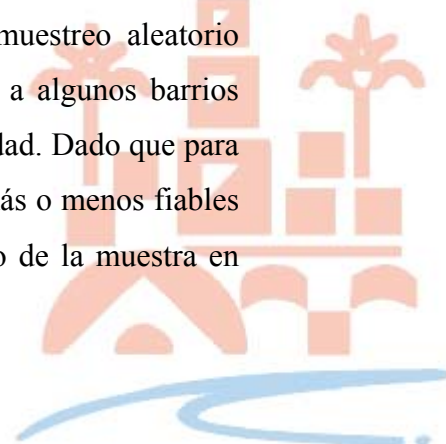 muestreo aleatorio
a algunos barrios
dad. Dado que para
ás o menos fiables
o de la muestra en